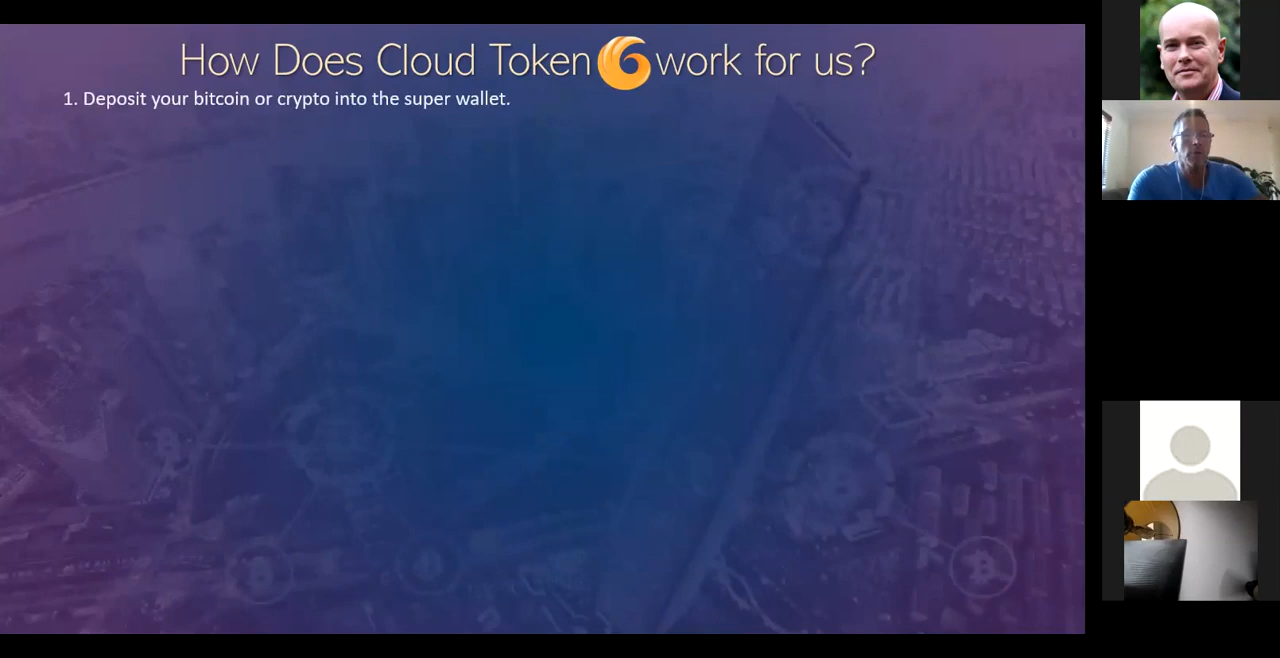 How Does Cloud Token work for us?
1. Deposit your bitcoin or crypto into the super wallet.